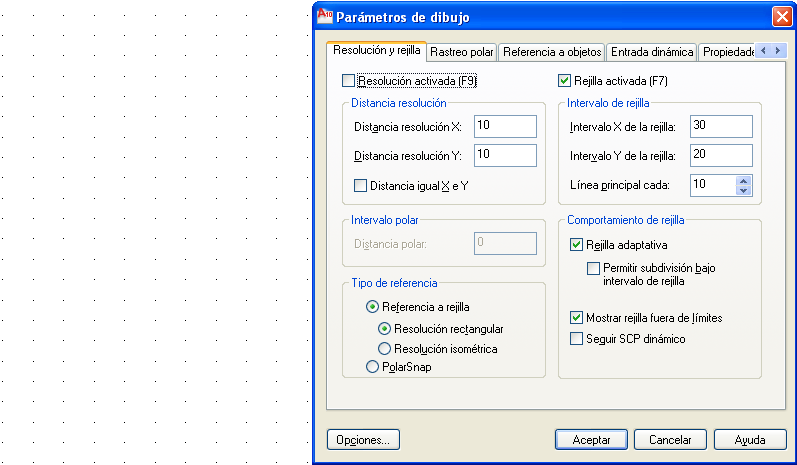 A10 Parámetros de dibujo
Resolución y rejilla Rastreo polar Referencia a objetos Entrada dinámica Propiedade
Resolución activada (F9)
Rejilla activada (F7)
Distancia resolución
Distancia resolución X: 10
Distancia resolución Y: 10
Distancia igual X e Y
Intervalo de rejilla
Intervalo X de la rejilla: 30
Intervalo Y de la rejilla: 20
Línea principal cada: 10
Intervalo polar
Distancia polar: 0
Tipo de referencia
Referencia a rejilla
Resolución rectangular
Resolución isométrica
PolarSnap
Comportamiento de rejilla
Rejilla adaptativa
Permitir subdivisión bajo
intervalo de rejilla
Mostrar rejilla fuera de límites
Seguir SCP dinámico
Opciones... Aceptar Cancelar Ayuda